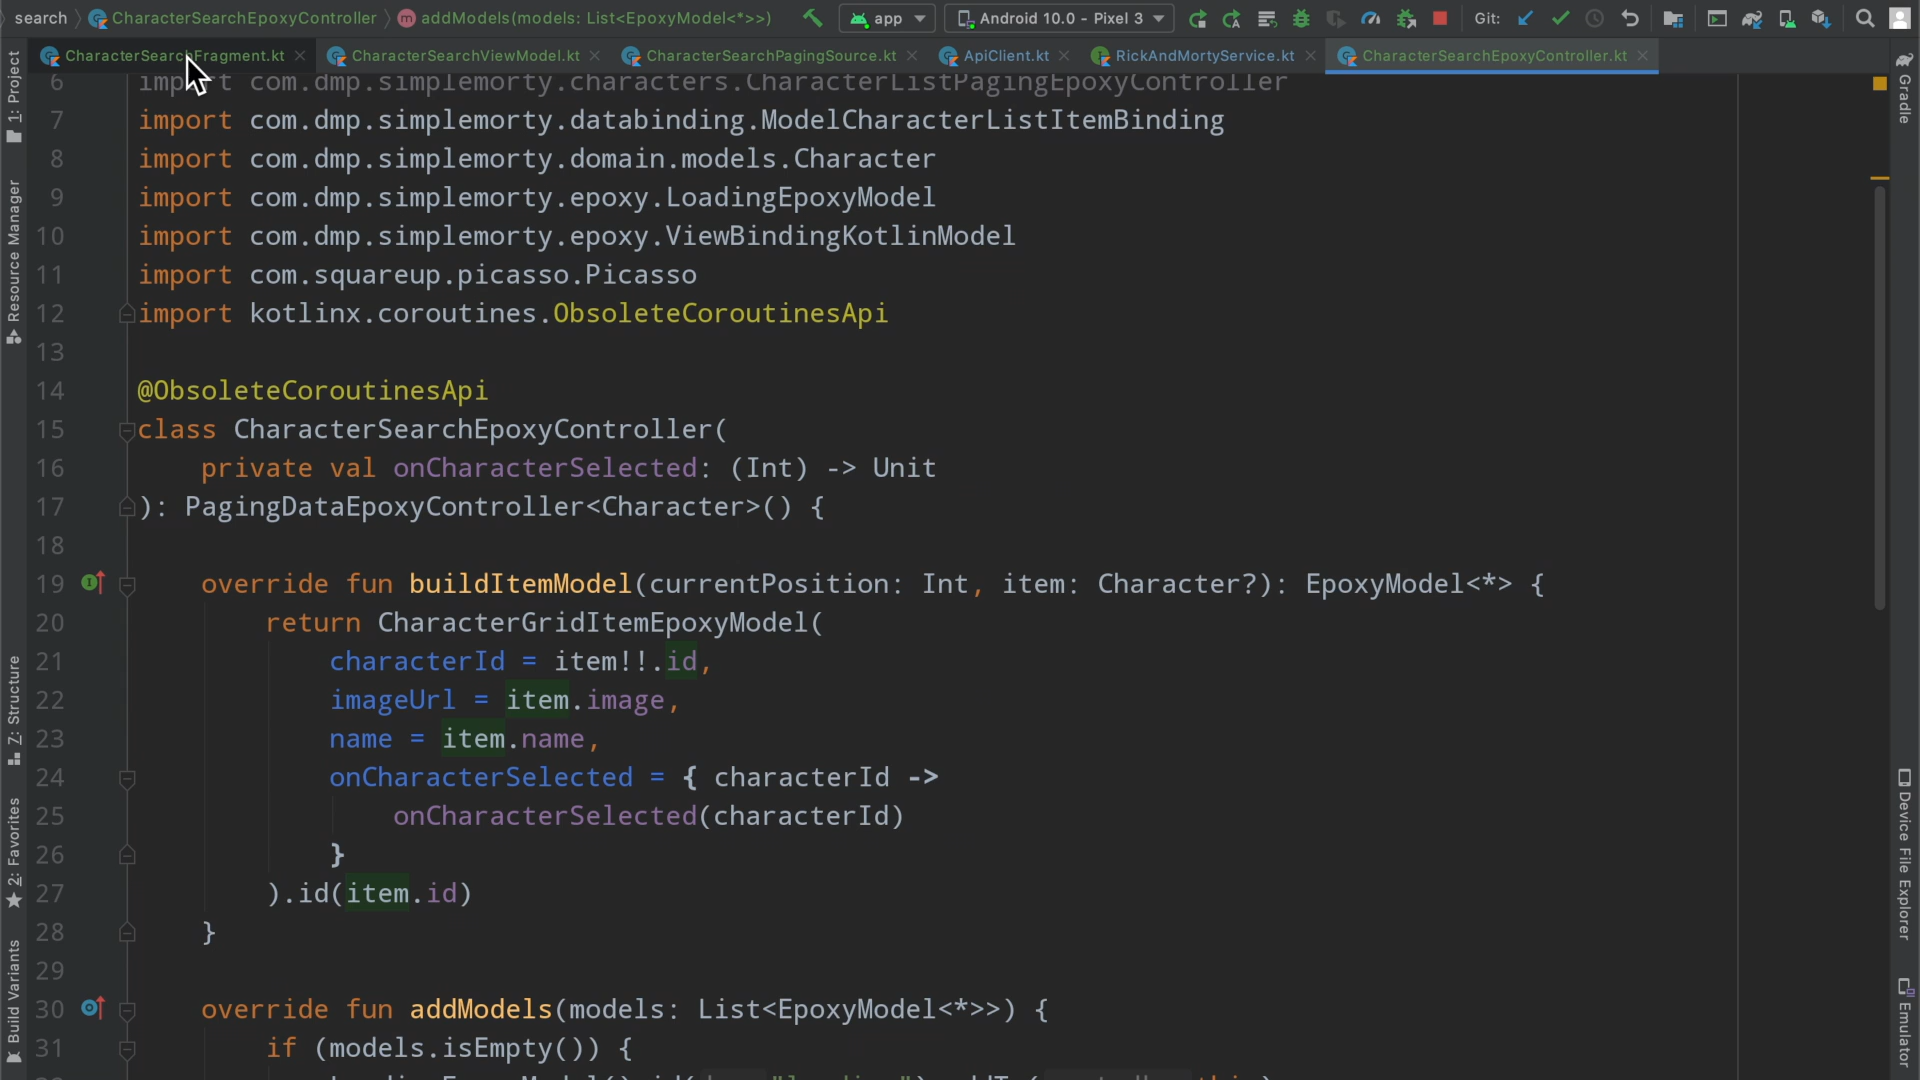 search CharacterSearchEpoxyController addModels(models: List<EpoxyModel<*>>) app Android 10.0 - Pixel 3 Git:
CharacterSearchFragment.kt CharacterSearchViewModel.kt CharacterSearchPagingSource.kt ApiClient.kt RickAndMortyService.kt CharacterSearchEpoxyController.kt
1: Project
Resource Manager
Z: Structure
2: Favorites
Build Variants
6 import com.dmp.simplemorty.characters.CharacterListPagingEpoxyController
7 import com.dmp.simplemorty.databinding.ModelCharacterListItemBinding
8 import com.dmp.simplemorty.domain.models.Character
9 import com.dmp.simplemorty.epoxy.LoadingEpoxyModel
10 import com.dmp.simplemorty.epoxy.ViewBindingKotlinModel
11 import com.squareup.picasso.Picasso
12 import kotlinx.coroutines.ObsoleteCoroutinesApi
13
14 @ObsoleteCoroutinesApi
15 class CharacterSearchEpoxyController(
16 private val onCharacterSelected: (Int) -> Unit
17 ): PagingDataEpoxyController<Character>() {
18
19 override fun buildItemModel(currentPosition: Int, item: Character?): EpoxyModel<*> {
20 return CharacterGridItemEpoxyModel(
21 characterId = item!!.id,
22 imageUrl = item.image,
23 name = item.name,
24 onCharacterSelected = { characterId ->
25 onCharacterSelected(characterId)
26 }
27 ).id(item.id)
28 }
29
30 override fun addModels(models: List<EpoxyModel<*>>) {
31 if (models.isEmpty()) {
Gradle
Device File Explorer
Emulator